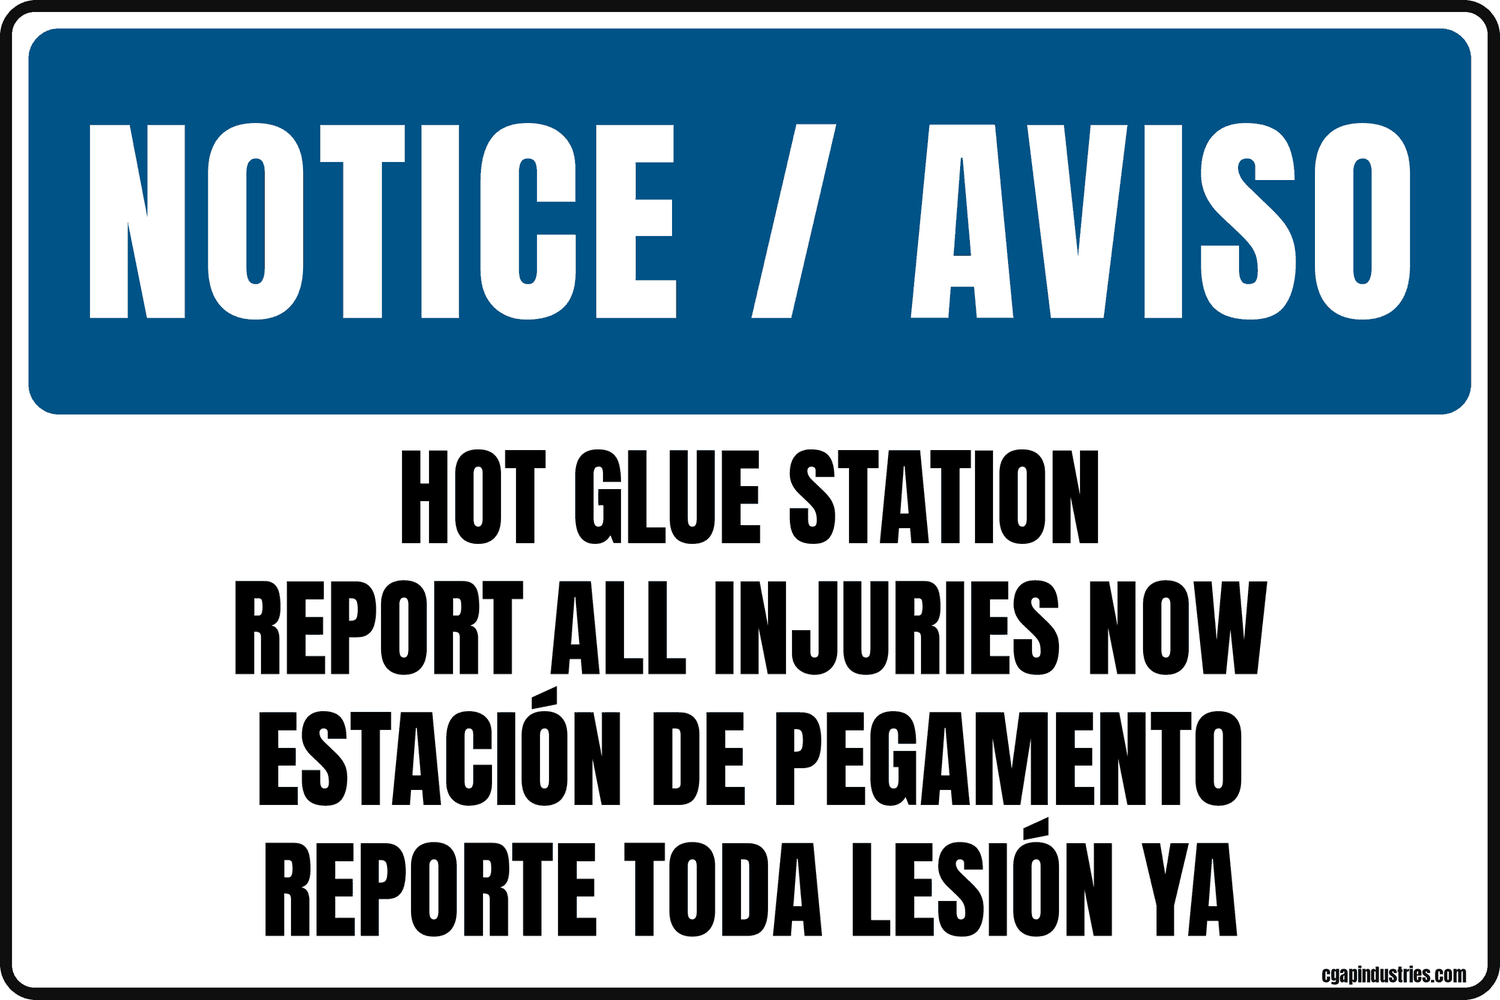 NOTICE / AVISO
HOT GLUE STATION
REPORT ALL INJURIES NOW
ESTACIÓN DE PEGAMENTO
REPORTE TODA LESIÓN YA
cgapindustries.com